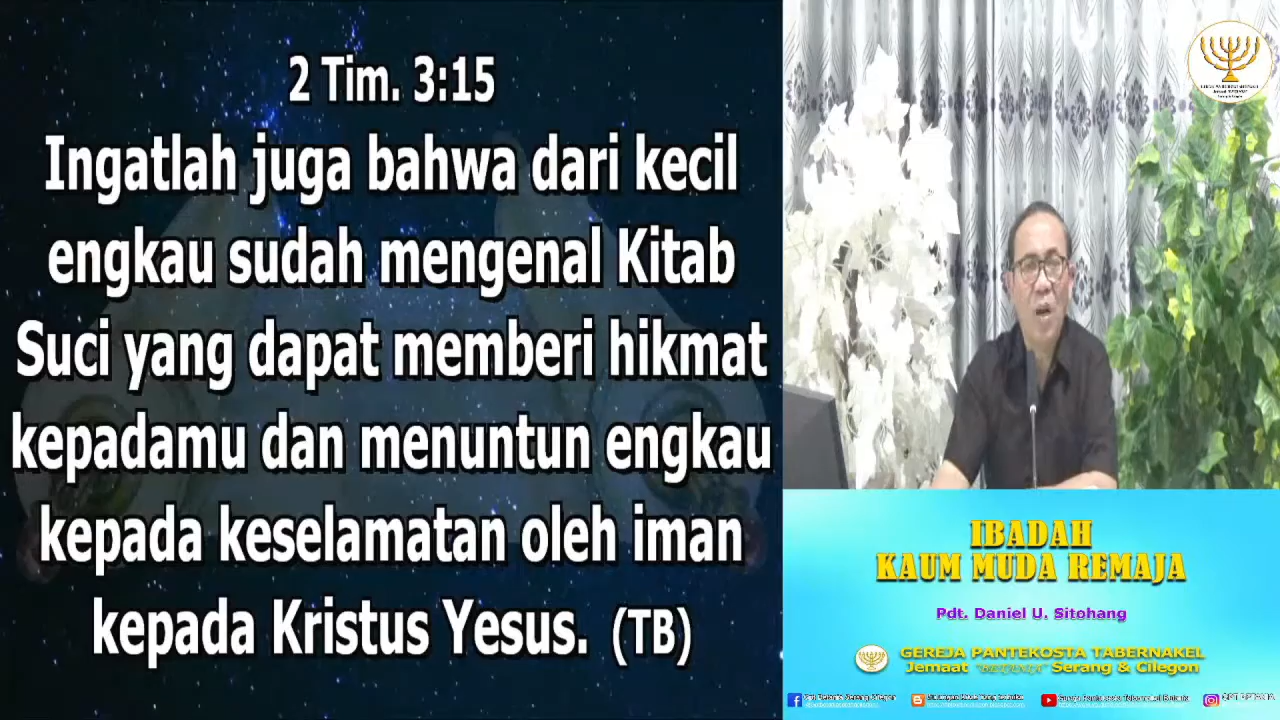 2 Tim. 3:15
Ingatlah juga bahwa dari kecil
engkau sudah mengenal Kitab
Suci yang dapat memberi hikmat
kepadamu dan menuntun engkau
kepada keselamatan oleh iman
kepada Kristus Yesus. (TB)
IBADAH
KAUM MUDA REMAJA
Pdt. Daniel U. Sitohang
GEREJA PANTEKOSTA TABERNAKEL
Jemaat "BETANIA" Serang & Cilegon